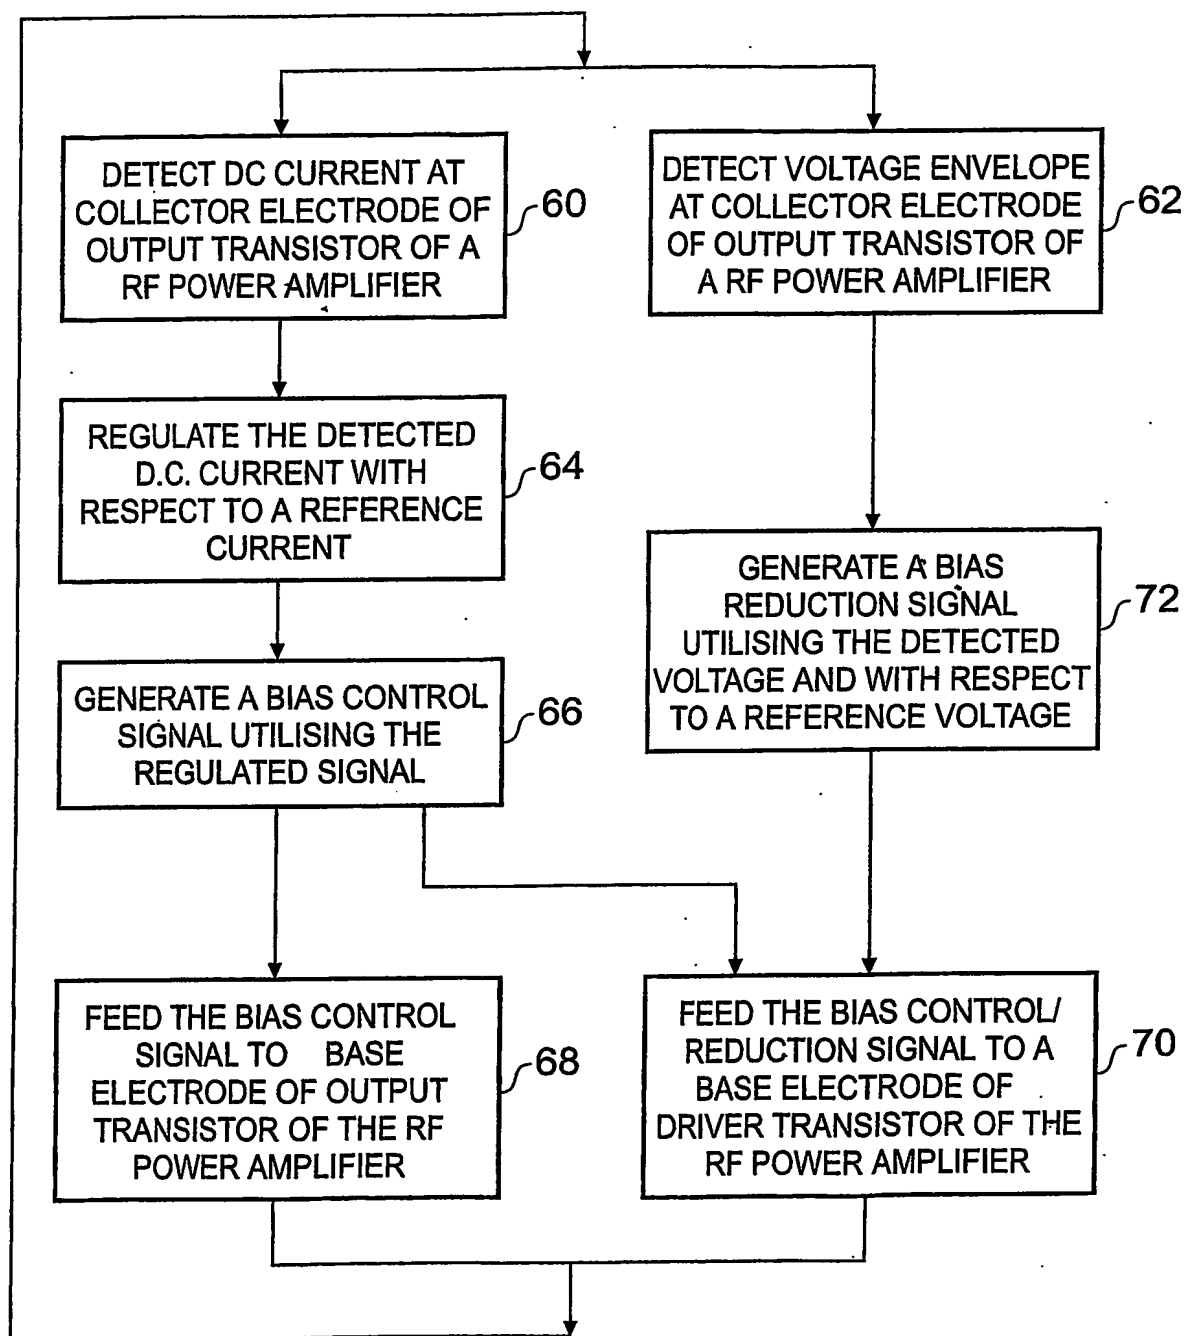 DETECT DC CURRENT AT
COLLECTOR ELECTRODE OF
OUTPUT TRANSISTOR OF A
RF POWER AMPLIFIER
60
DETECT VOLTAGE ENVELOPE
AT COLLECTOR ELECTRODE
OF OUTPUT TRANSISTOR OF
A RF POWER AMPLIFIER
62
REGULATE THE DETECTED
D.C. CURRENT WITH
RESPECT TO A REFERENCE
CURRENT
64
GENERATE A BIAS
REDUCTION SIGNAL
UTILISING THE DETECTED
VOLTAGE AND WITH RESPECT
TO A REFERENCE VOLTAGE
72
GENERATE A BIAS CONTROL
SIGNAL UTILISING THE
REGULATED SIGNAL
66
FEED THE BIAS CONTROL
SIGNAL TO BASE
ELECTRODE OF OUTPUT
TRANSISTOR OF THE RF
POWER AMPLIFIER
68
FEED THE BIAS CONTROL/
REDUCTION SIGNAL TO A
BASE ELECTRODE OF
DRIVER TRANSISTOR OF THE
RF POWER AMPLIFIER
70